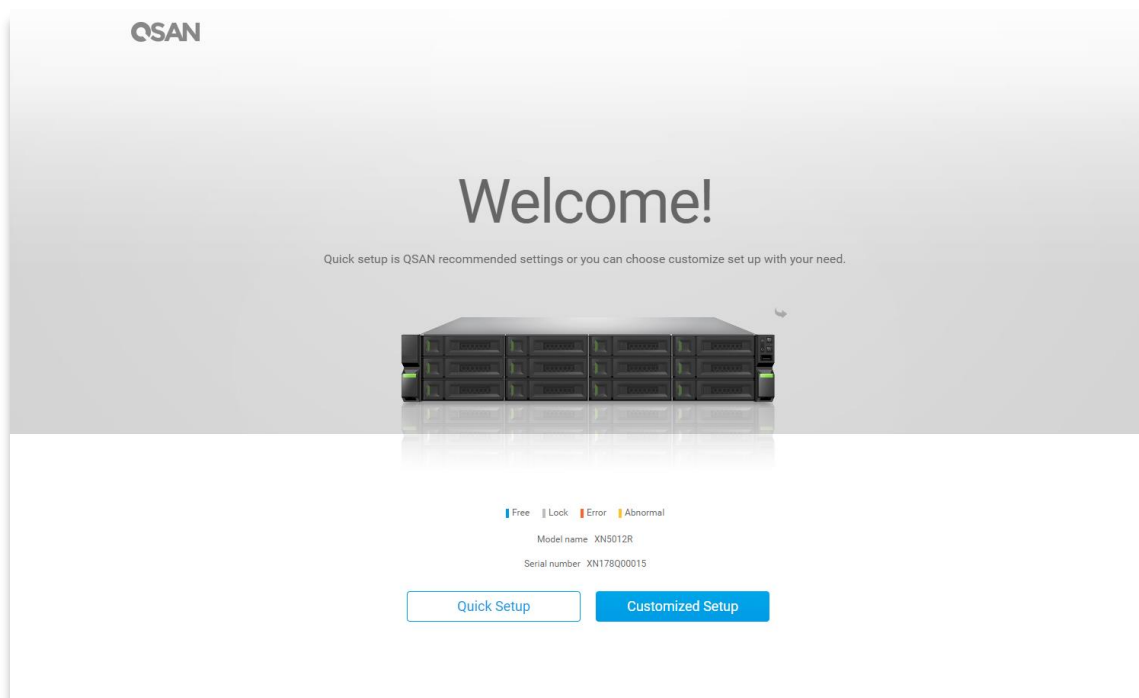 QSAN
Welcome!
Quick setup is QSAN recommended settings or you can choose customize set up with your need.
Free Lock Error Abnormal
Model name XN5012R
Serial number XN178Q00015
Quick Setup Customized Setup